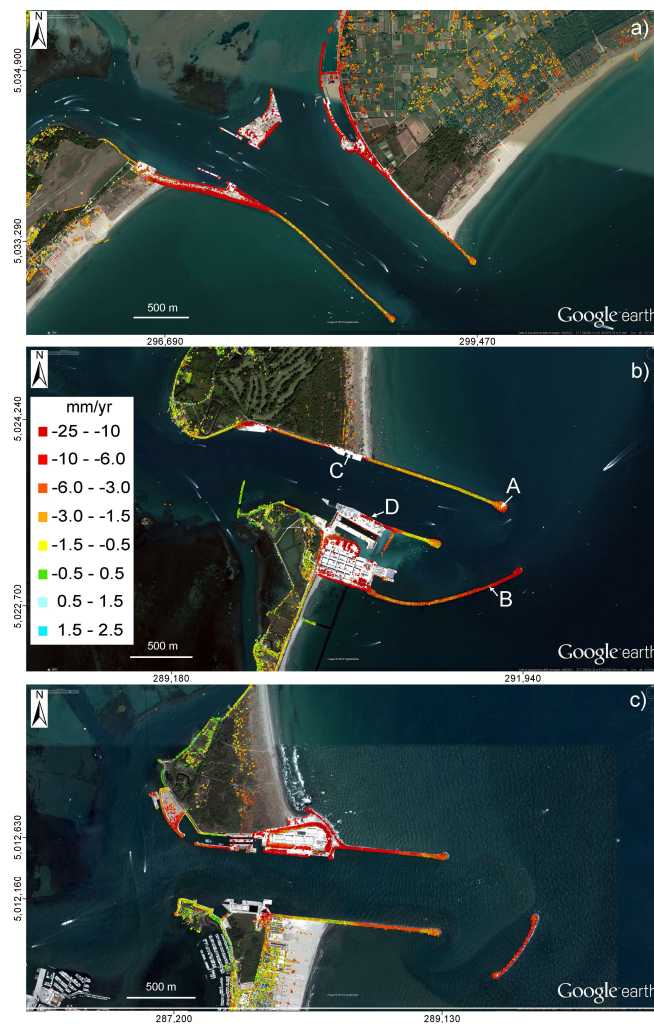 N
a)
5,034,900
5,033,290
500 m
Google earth
296,690
299,470
N
b)
5,024,240
mm/yr
-25 - -10
-10 - -6.0
-6.0 - -3.0
-3.0 - -1.5
-1.5 - -0.5
-0.5 - 0.5
0.5 - 1.5
1.5 - 2.5
C
A
D
B
5,022,700
500 m
Google earth
289,180
291,940
N
c)
5,012,630
5,012,160
500 m
Google earth
287,200
289,130